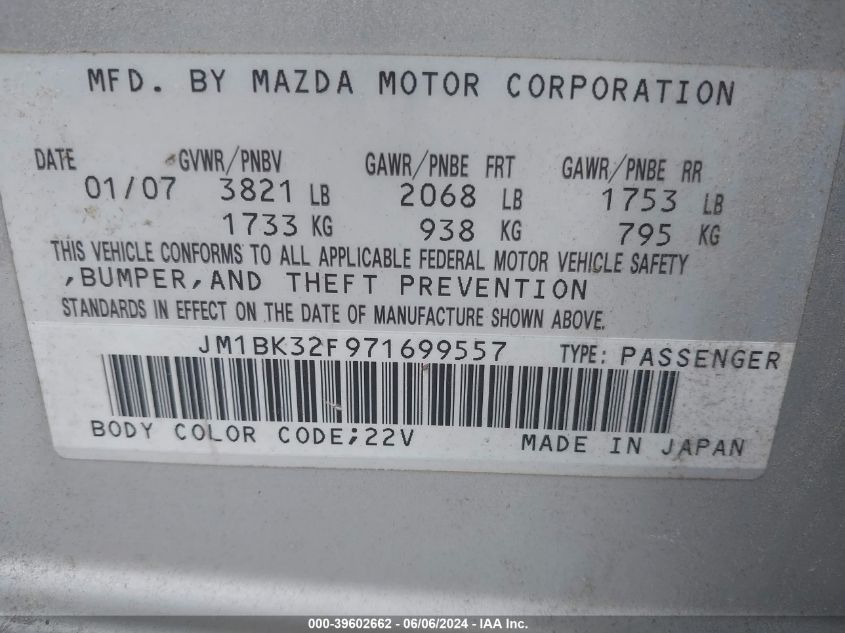 MFD. BY MAZDA MOTOR CORPORATION
DATE GVWR/PNBV GAWR/PNBE FRT GAWR/PNBE RR
01/07 3821 LB 2068 LB 1753 LB
1733 KG 938 KG 795 KG
THIS VEHICLE CONFORMS TO ALL APPLICABLE FEDERAL MOTOR VEHICLE SAFETY
,BUMPER,AND THEFT PREVENTION
STANDARDS IN EFFECT ON THE DATE OF MANUFACTURE SHOWN ABOVE.
JM1BK32F971699557 TYPE: PASSENGER
BODY COLOR CODE;22V MADE IN JAPAN
000-39602662 - 06/06/2024 - IAA Inc.